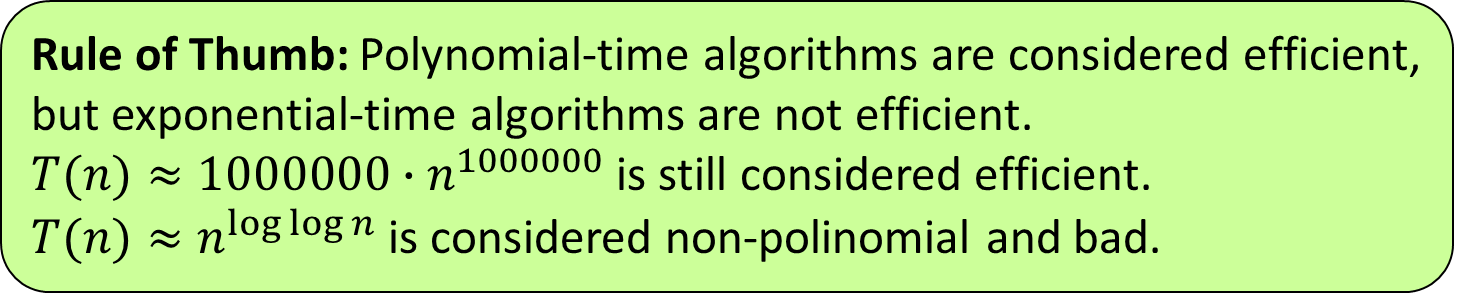 Rule of Thumb: Polynomial-time algorithms are considered efficient,
but exponential-time algorithms are not efficient.
T(n) ≈ 1000000 · n^1000000 is still considered efficient.
T(n) ≈ n^log log n is considered non-polinomial and bad.